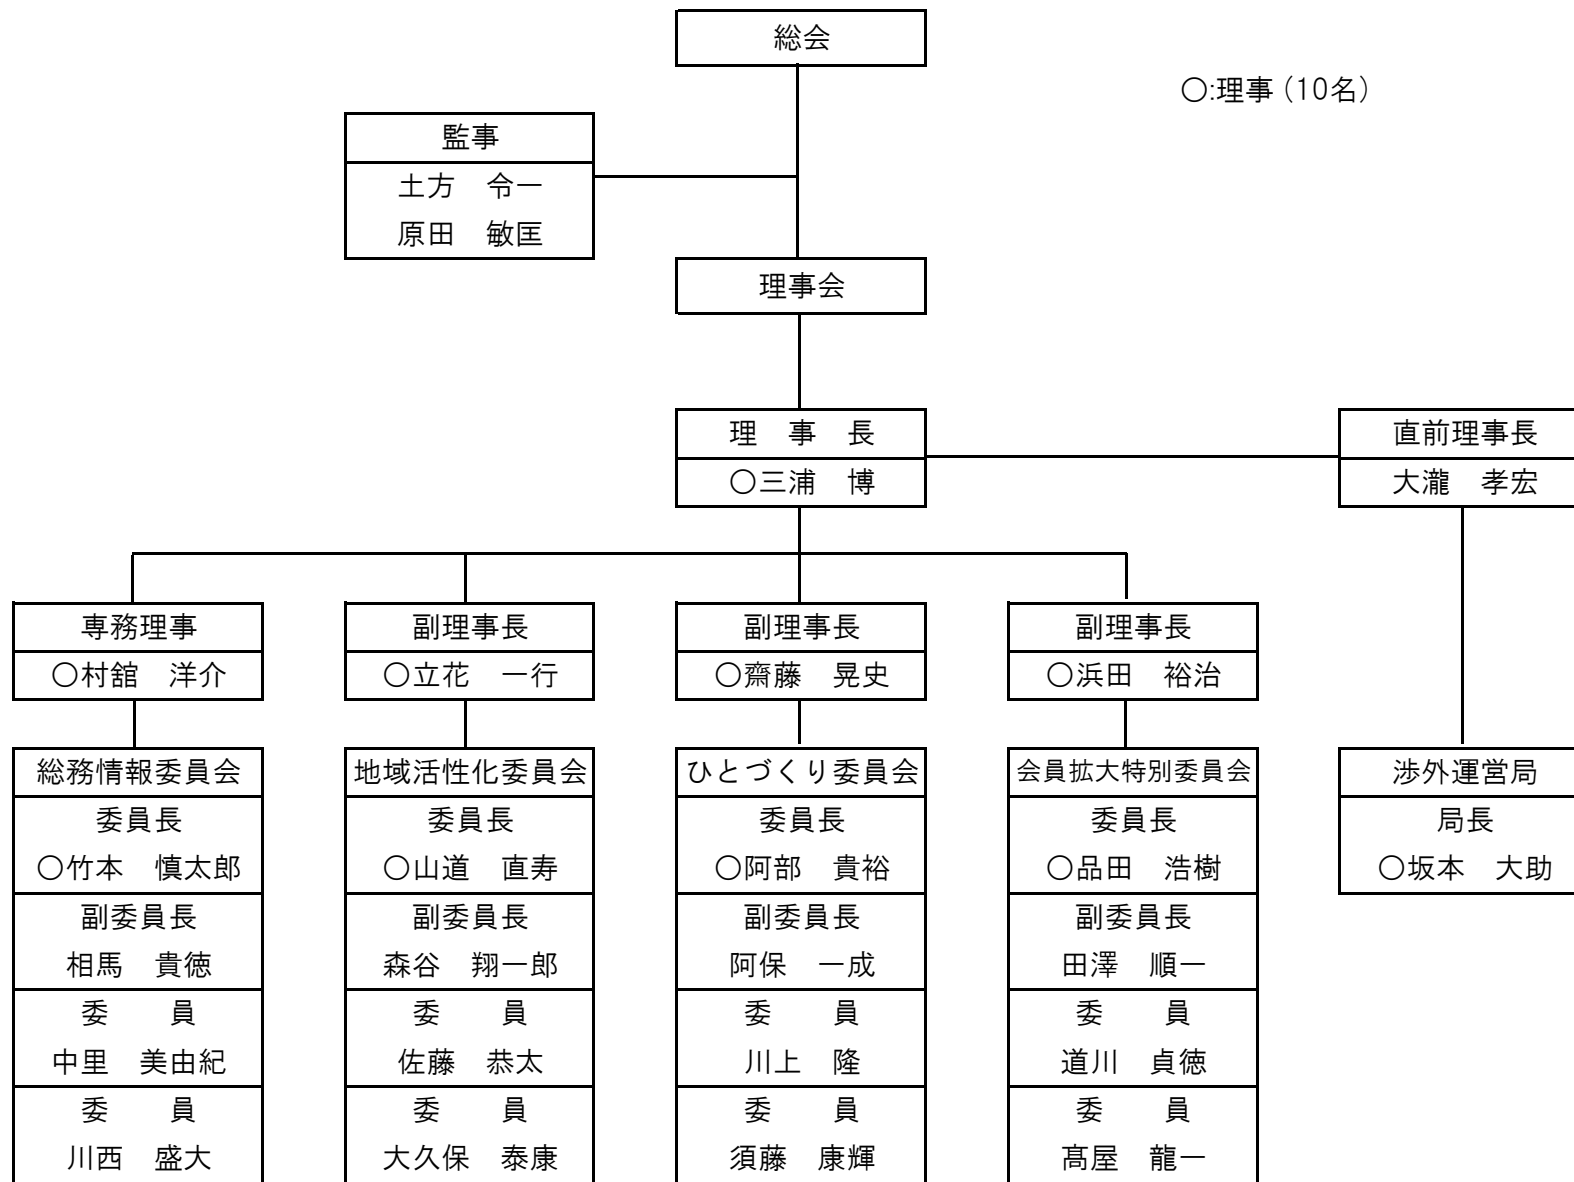 総会
〇:理事（10名）
監事
土方　令一
原田　敏匡
理事会
理　事　長
〇三浦　博
直前理事長
大瀧　孝宏
専務理事
〇村舘　洋介
副理事長
〇立花　一行
副理事長
〇齋藤　晃史
副理事長
〇浜田　裕治
総務情報委員会
委員長
〇竹本　慎太郎
副委員長
相馬　貴徳
委　　員
中里　美由紀
委　　員
川西　盛大
地域活性化委員会
委員長
〇山道　直寿
副委員長
森谷　翔一郎
委　　員
佐藤　恭太
委　　員
大久保　泰康
ひとづくり委員会
委員長
〇阿部　貴裕
副委員長
阿保　一成
委　　員
川上　隆
委　　員
須藤　康輝
会員拡大特別委員会
委員長
〇品田　浩樹
副委員長
田澤　順一
委　　員
道川　貞徳
委　　員
髙屋　龍一
渉外運営局
局長
〇坂本　大助